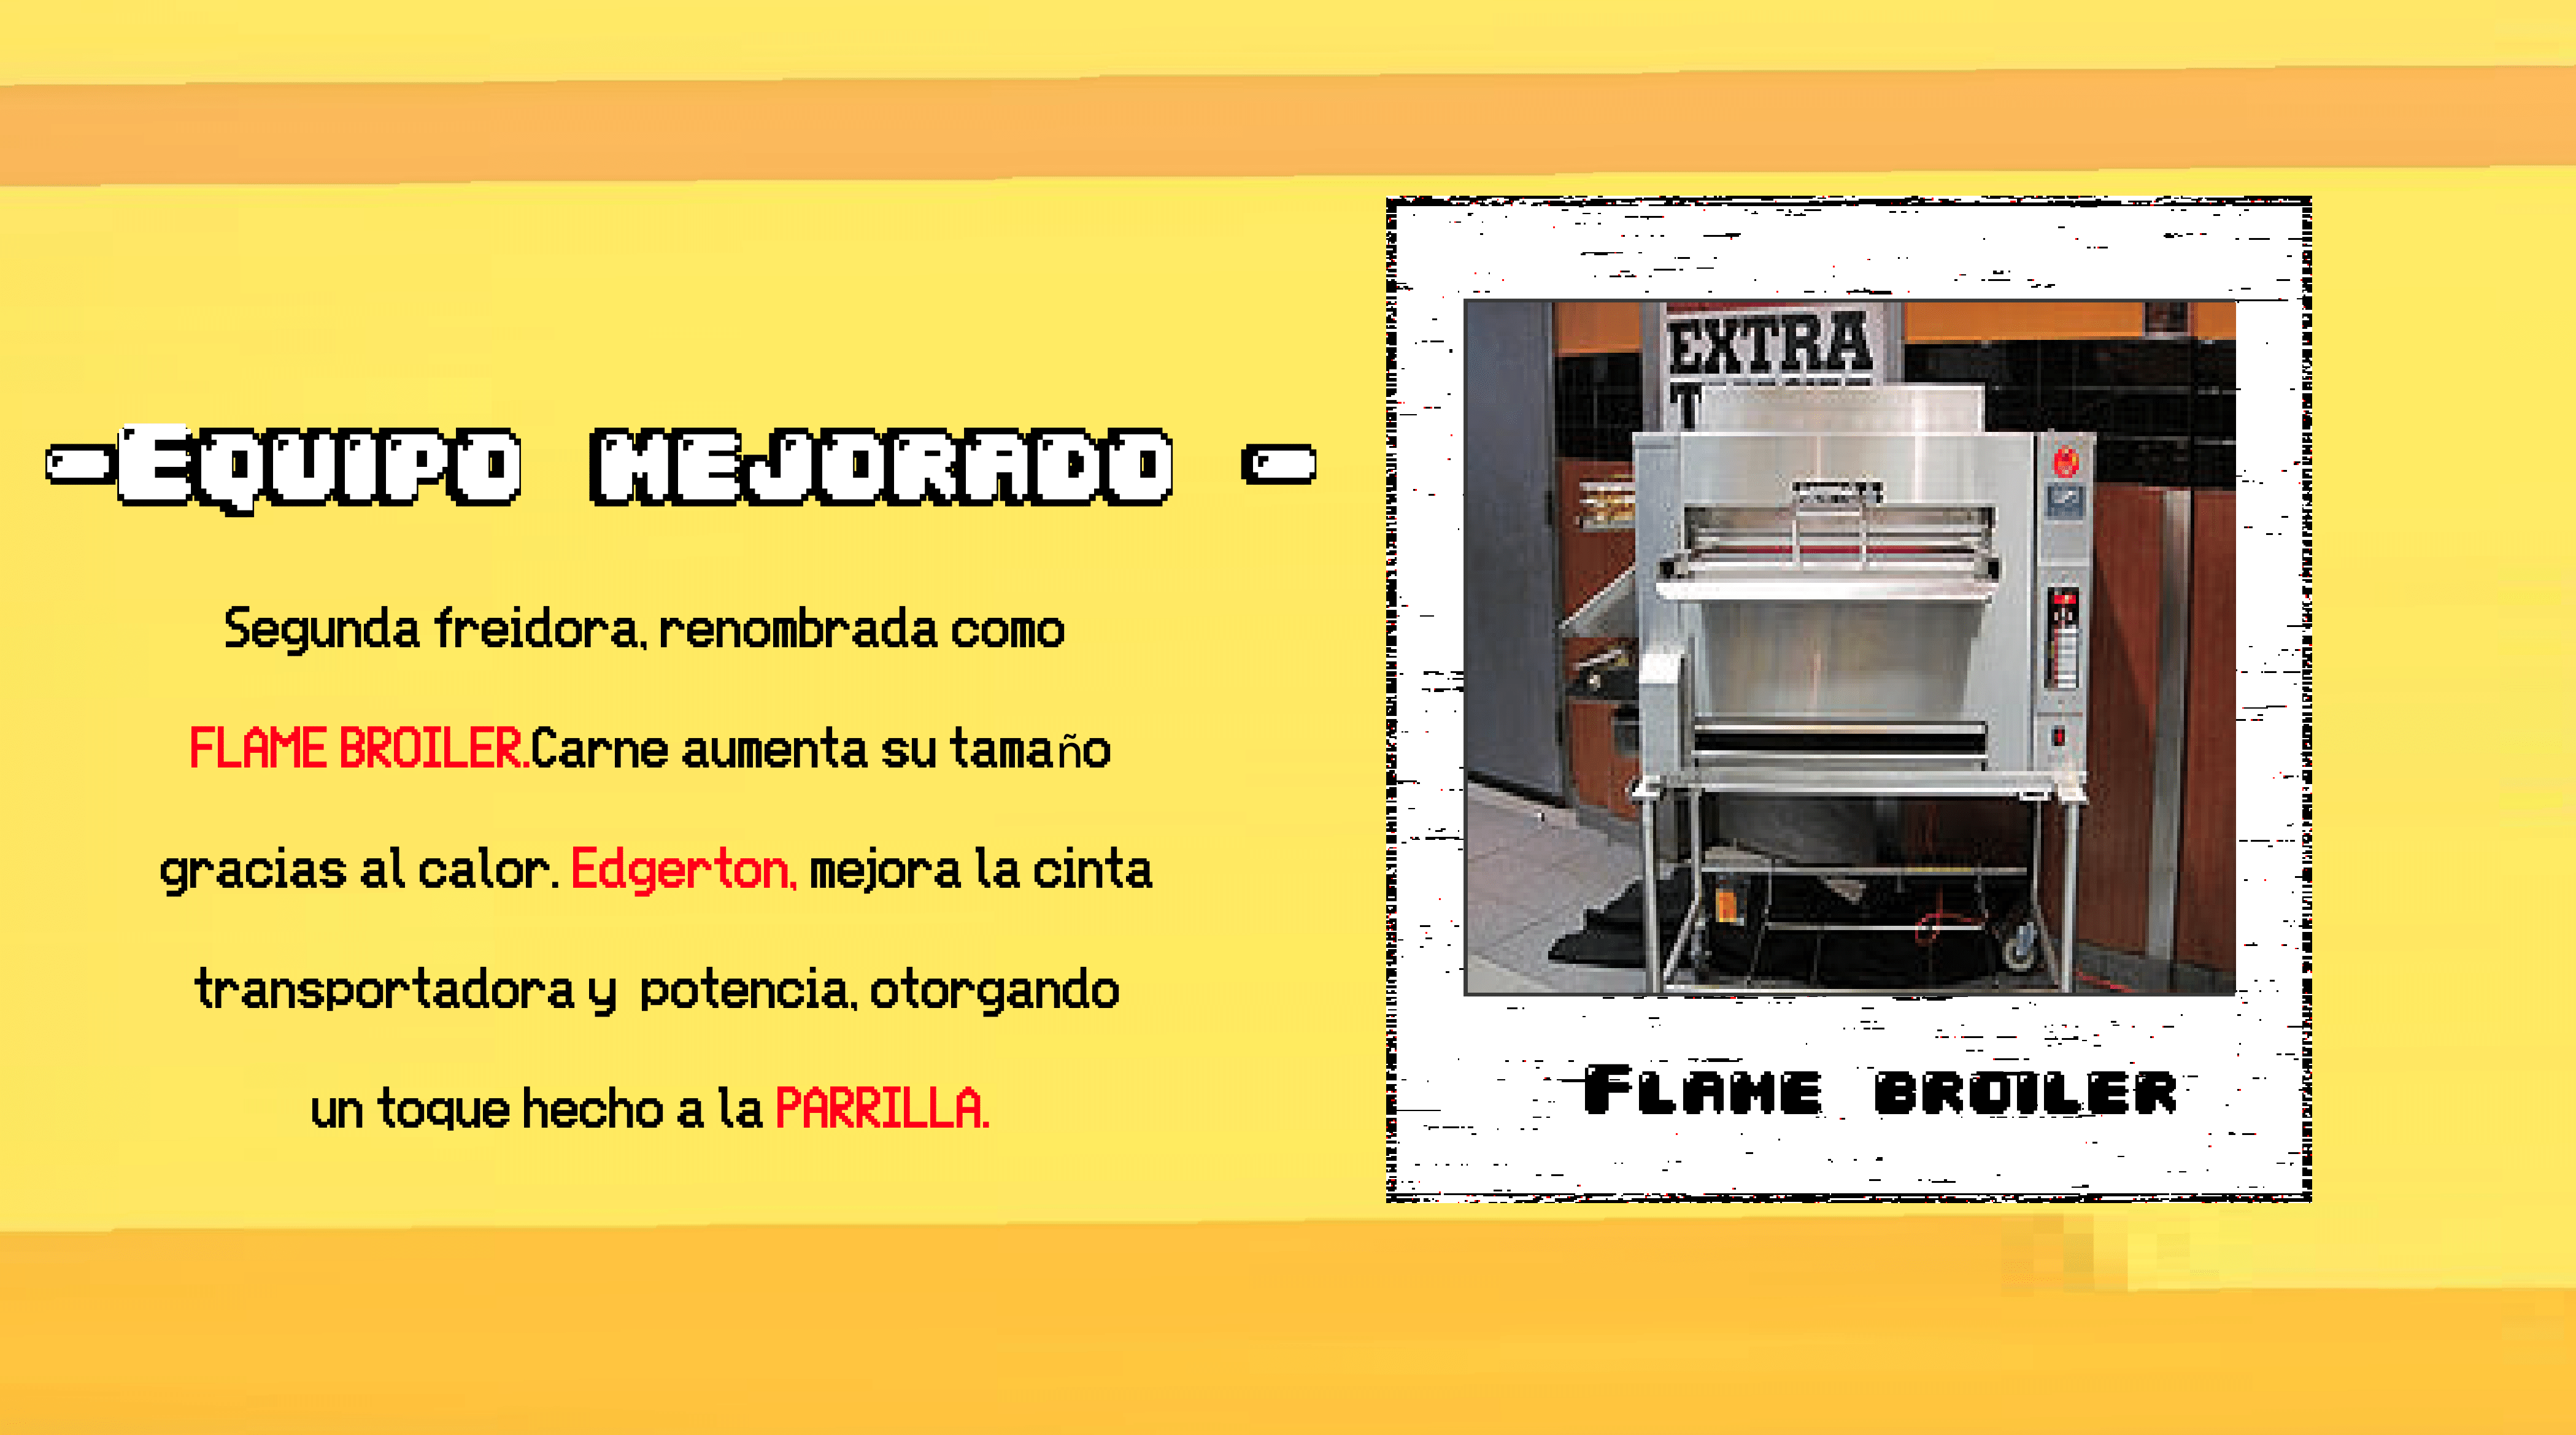 -EQUIPO MEJORADO -
Segunda freidora, renombrada como
FLAME BROILER.Carne aumenta su tamaño
gracias al calor. Edgerton, mejora la cinta
transportadora y potencia, otorgando
un toque hecho a la PARRILLA.
EXTRA
T
FLAME BROILER